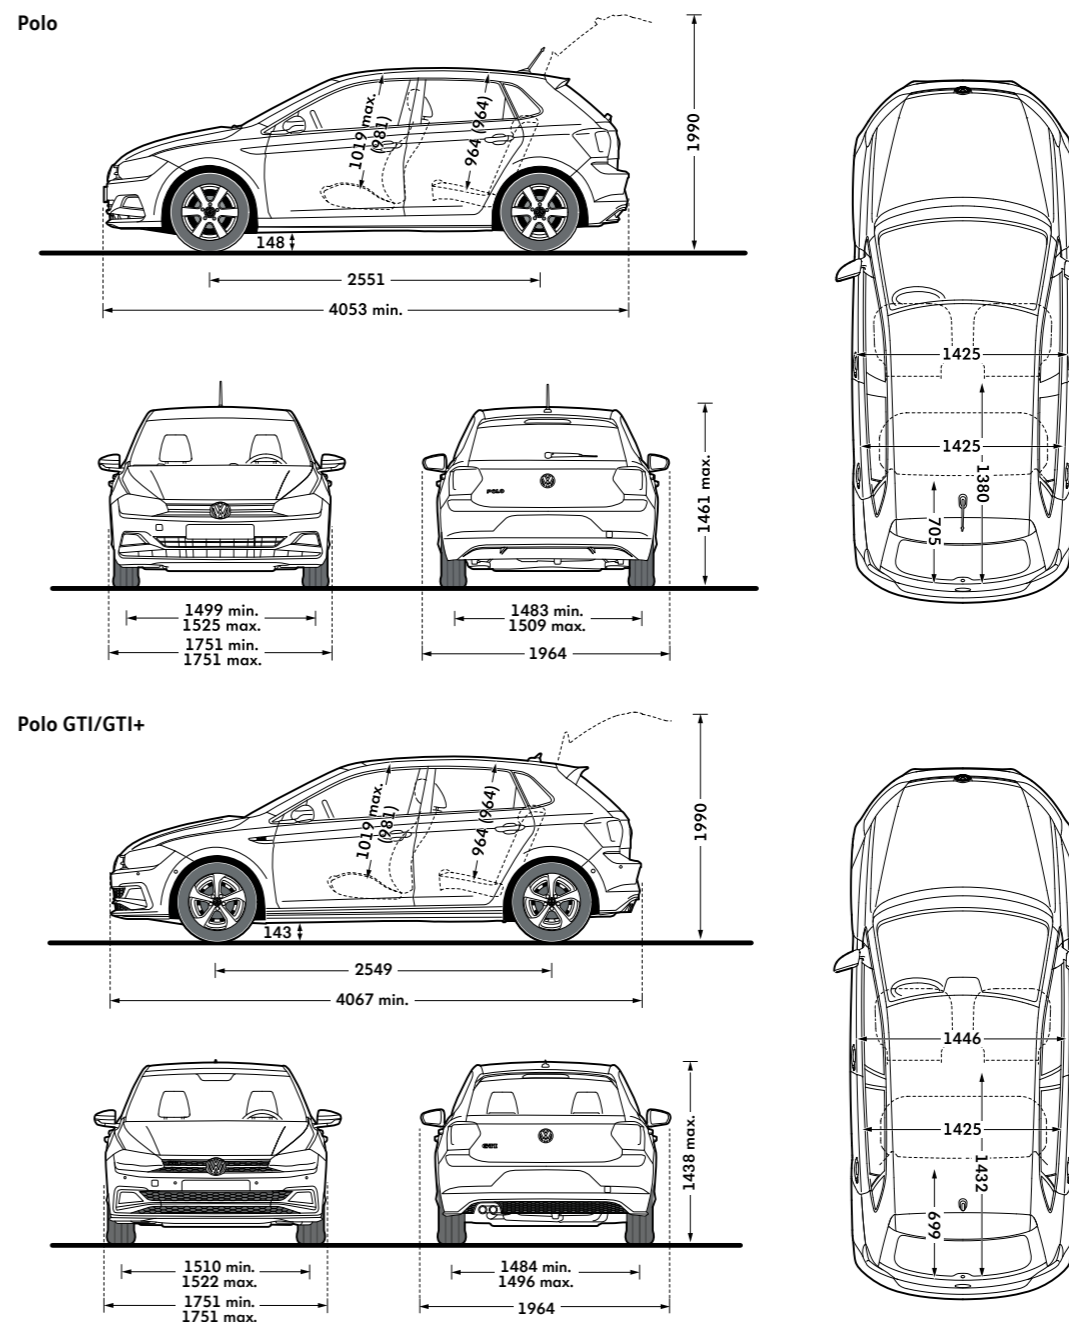 Polo
1990
1019 max.
(981)
964 (964)
148
2551
4053 min.
1425
1425
1380
705
1461 max.
POLO
1499 min.
1525 max.
1751 min.
1751 max.
1483 min.
1509 max.
1964
Polo GTI/GTI+
1990
1019 max.
(981)
964 (964)
143
2549
4067 min.
1446
1425
1432
699
1438 max.
GTI
1510 min.
1522 max.
1751 min.
1751 max.
1484 min.
1496 max.
1964